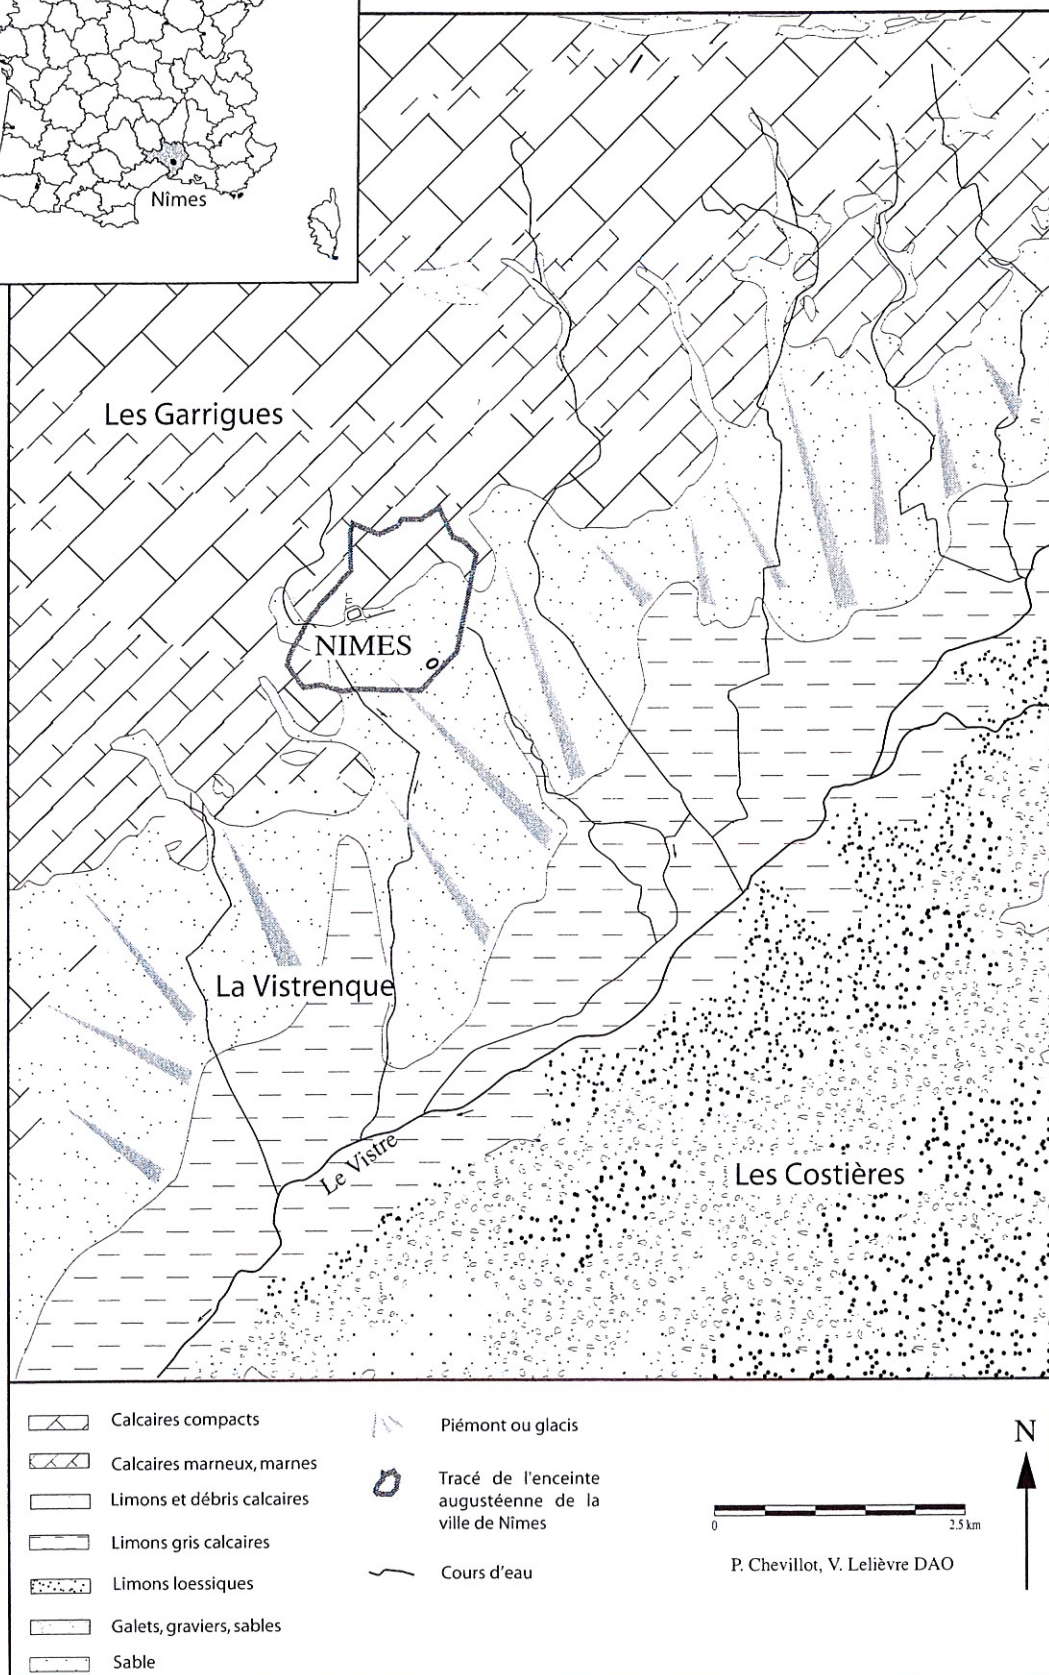 Nîmes
Les Garrigues
NIMES
La Vistrenque
Le Vistre
Les Costières
Calcaires compacts
Calcaires marneux, marnes
Limons et débris calcaires
Limons gris calcaires
Limons loessiques
Galets, graviers, sables
Sable
Piémont ou glacis
Tracé de l'enceinte
augustéenne de la
ville de Nîmes
Cours d'eau
0 2.5 km
P. Chevillot, V. Lelièvre DAO
N